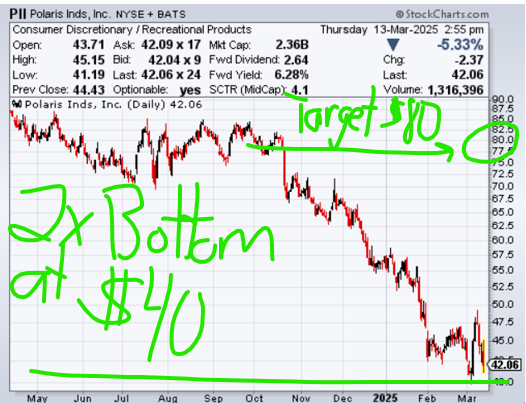 PII Polaris Inds, Inc. NYSE + BATS © StockCharts.com
Consumer Discretionary / Recreational Products Thursday 13-Mar-2025 2:55 pm
Open: 43.71 Ask: 42.09 x 17 Mkt Cap: 2.36B ▼ -5.33%
High: 45.15 Bid: 42.04 x 9 Fwd Dividend: 2.64 Chg: -2.37
Low: 41.19 Last: 42.06 x 24 Fwd Yield: 6.28% Last: 42.06
Prev Close: 44.43 Optionable: yes SCTR (MidCap): 4.1 Volume: 1,316,396
Polaris Inds, Inc. (Daily) 42.06
Target $80
2x Bottom
at $40
90.0
87.5
85.0
82.5
80.0
77.5
75.0
72.5
70.0
67.5
65.0
62.5
60.0
57.5
55.0
52.5
50.0
47.5
45.0
42.06
40.0
May Jun Jul Aug Sep Oct Nov Dec 2025 Feb Mar